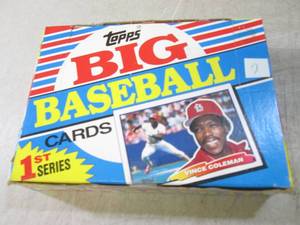 Topps
BIG
BASEBALL
CARDS
1ST
SERIES
VINCE COLEMAN